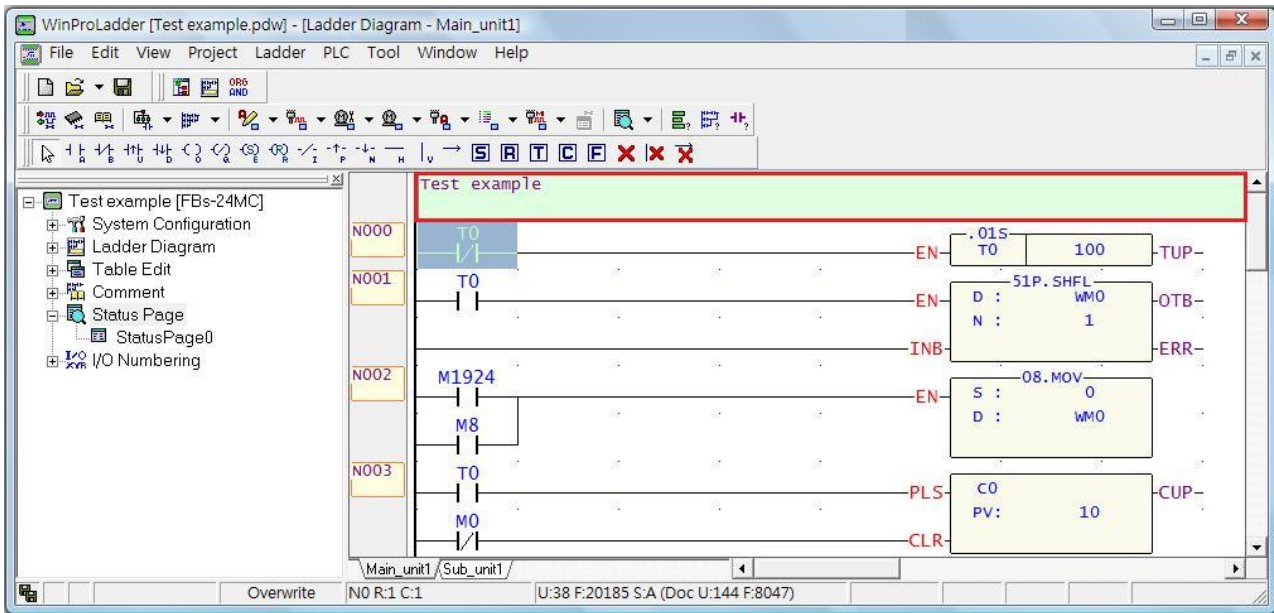 WinProLadder [Test example.pdw] - [Ladder Diagram - Main_unit1]
File Edit View Project Ladder PLC Tool Window Help
ORG
AND
A B U D Q S E R I P N H V S R T C F
Test example [FBs-24MC]
System Configuration
Ladder Diagram
Table Edit
Comment
Status Page
StatusPage0
I/O Numbering
Test example
N000 T0 EN .01S T0 100 TUP
N001 T0 EN 51P.SHFL D : WM0 OTB
N : 1
INB ERR
N002 M1924 EN 08.MOV S : 0
M8 D : WM0
N003 T0 PLS C0 CUP
PV: 10
M0 CLR
Main_unit1 Sub_unit1
Overwrite N0 R:1 C:1 U:38 F:20185 S:A (Doc U:144 F:8047)